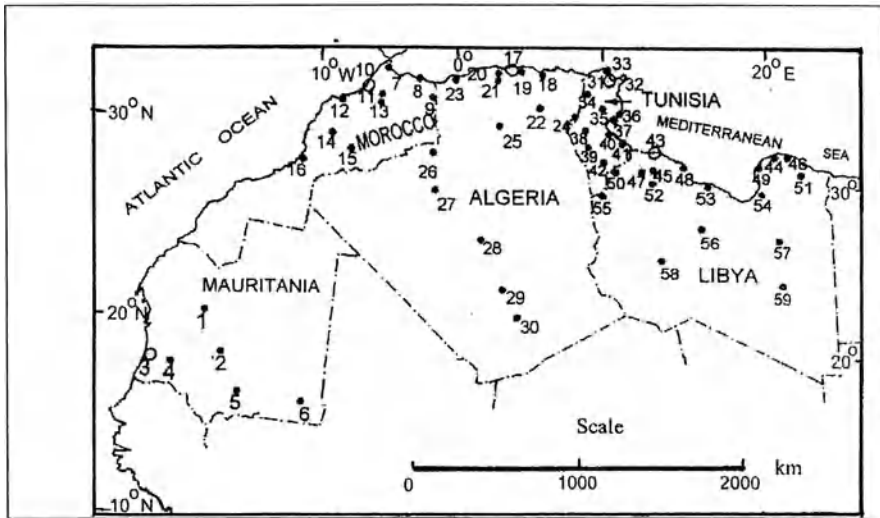 10° W
0°
20° E
30° N
30°
20° N
20°
10° N
ATLANTIC OCEAN
MEDITERRANEAN SEA
MOROCCO
ALGERIA
TUNISIA
LIBYA
MAURITANIA
10 7 8 23 20 21 17 19 18 33 32
12 11 13 9 22 24 34 35 36
14 15 16 25 38 37 40 43
26 39 42 50 47 45 48 49 44 46
27 55 52 53 54 51
28 56 57
29 58 59
30
1
2
3 4
5 6
Scale
km
0 1000 2000